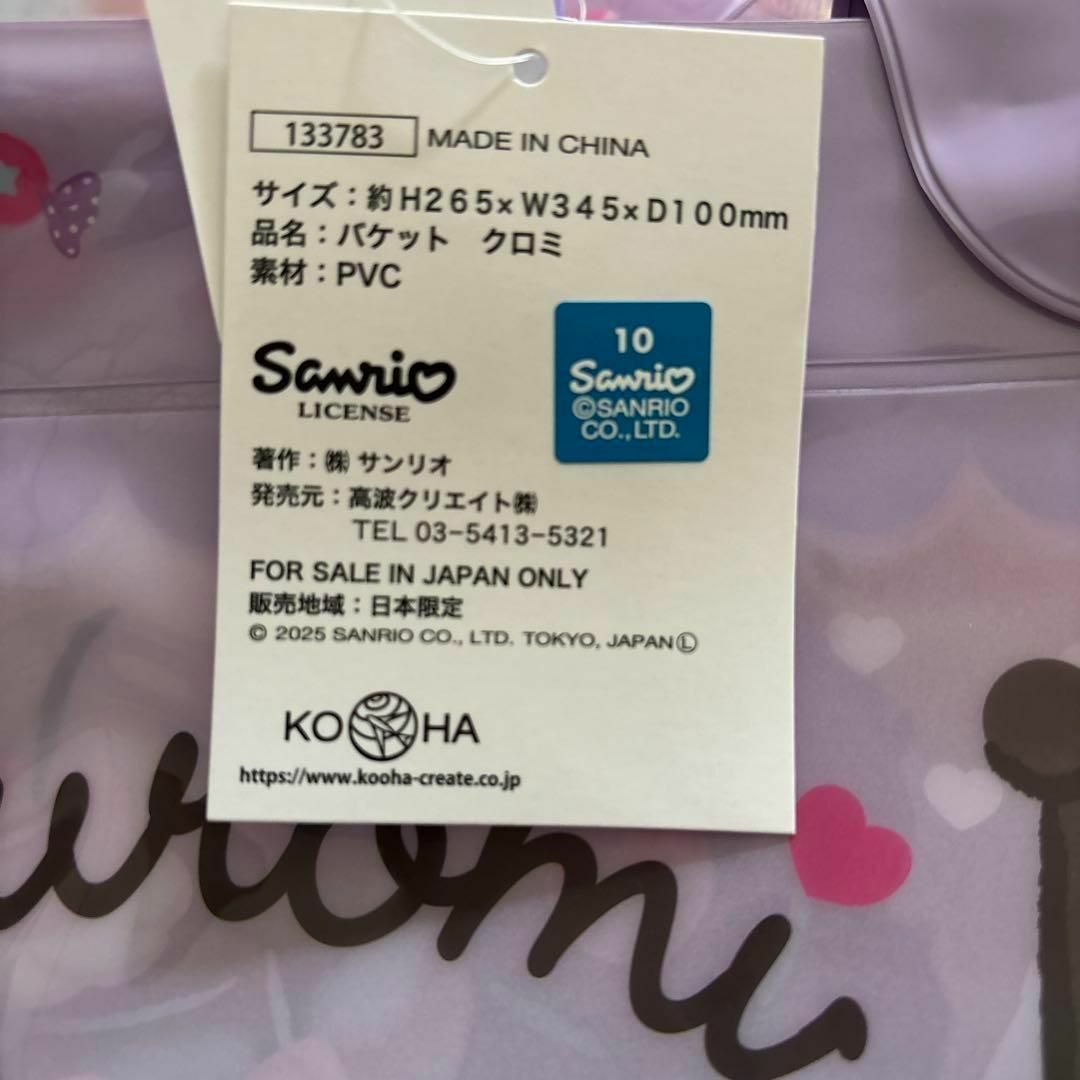 133783 MADE IN CHINA
サイズ：約H265×W345×D100mm
品名：バケット　クロミ
素材：PVC
Sanrio
LICENSE
10
Sanrio
©SANRIO
CO.,LTD.
著作：㈱ サンリオ
発売元：高波クリエイト㈱
TEL 03-5413-5321
FOR SALE IN JAPAN ONLY
販売地域：日本限定
© 2025 SANRIO CO., LTD. TOKYO, JAPAN Ⓛ
KOOHA
https://www.kooha-create.co.jp
uromi